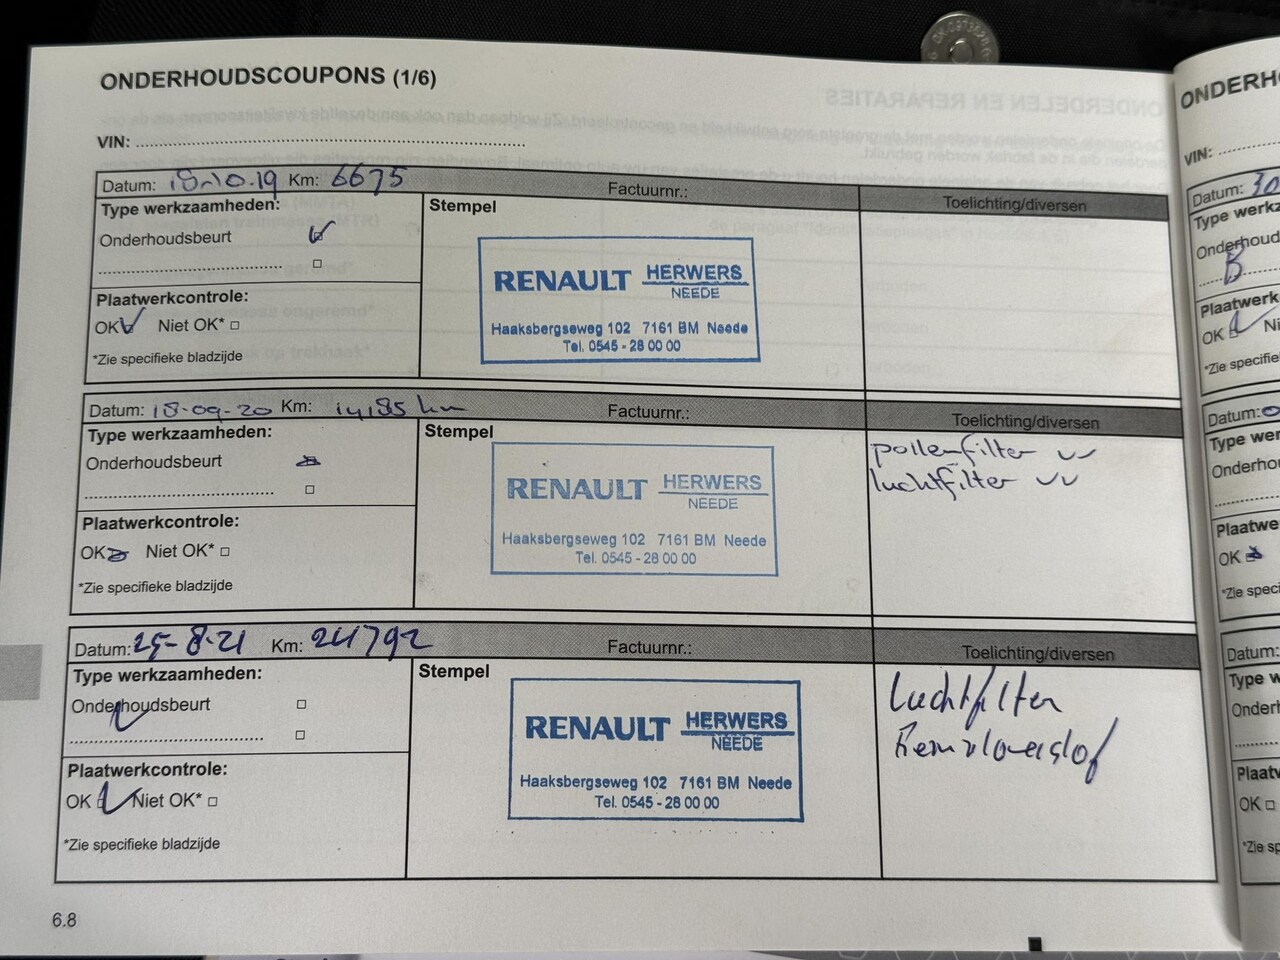 ONDERHOUDSCOUPONS (1/6)
VIN:
Datum: 18-10.19 Km: 6675 Factuurnr.: Toelichting/diversen
Type werkzaamheden: Stempel
Onderhoudsbeurt
RENAULT HERWERS
NEEDE
Plaatwerkcontrole:
OK Niet OK*
Haaksbergseweg 102 7161 BM Neede
Tel. 0545 - 28 00 00
*Zie specifieke bladzijde
Datum: 18-09-20 Km: 14185 km Factuurnr.: Toelichting/diversen
Type werkzaamheden: Stempel
pollenfilter
Onderhoudsbeurt
luchtfilter
RENAULT HERWERS
NEEDE
Plaatwerkcontrole:
Haaksbergseweg 102 7161 BM Neede
OK Niet OK*
Tel. 0545 - 28 00 00
*Zie specifieke bladzijde
Datum: 25-8-21 Km: 24792 Factuurnr.: Toelichting/diversen
Type werkzaamheden: Stempel
Luchtfilter
Onderhoudsbeurt
RENAULT HERWERS
NEEDE
Remvloeistof
Plaatwerkcontrole:
Haaksbergseweg 102 7161 BM Neede
OK Niet OK*
Tel. 0545 - 28 00 00
*Zie specifieke bladzijde
6.8
ONDERH
VIN:
Datum: 30
Type werkz
Onderhoud
B
Plaatwerk
OK Ni
*Zie specifie
Datum:
Type werk
Onderhou
Plaatwe
OK
*Zie speci
Datum:
Type w
Onderh
Plaatw
OK
*Zie sp